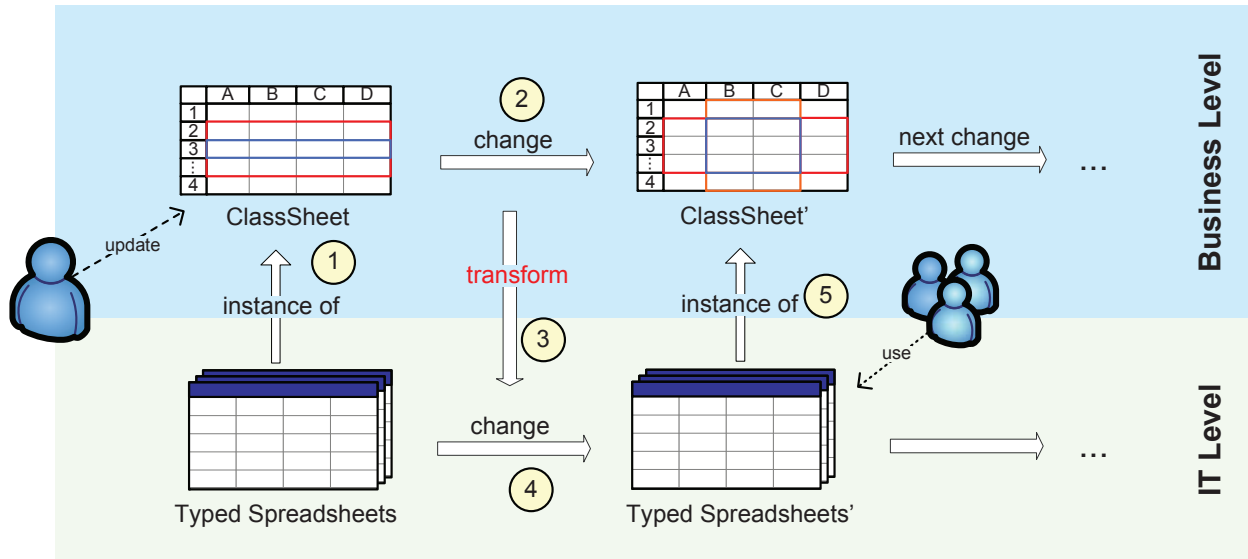 A B C D
1
2
3
⋮
4
ClassSheet
2
change
A B C D
1
2
3
⋮
4
ClassSheet’
next change
...
Business Level
update
1
instance of
transform
3
instance of
5
use
Typed Spreadsheets
change
4
Typed Spreadsheets’
...
IT Level